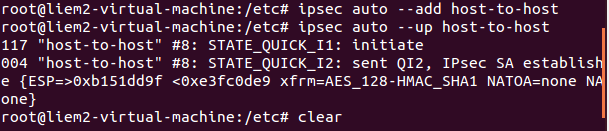 root@liem2-virtual-machine:/etc# ipsec auto --add host-to-host
root@liem2-virtual-machine:/etc# ipsec auto --up host-to-host
117 "host-to-host" #8: STATE_QUICK_I1: initiate
004 "host-to-host" #8: STATE_QUICK_I2: sent QI2, IPsec SA establish
e {ESP=>0xb151dd9f <0xe3fc0de9 xfrm=AES_128-HMAC_SHA1 NATOA=none NA
one}
root@liem2-virtual-machine:/etc# clear